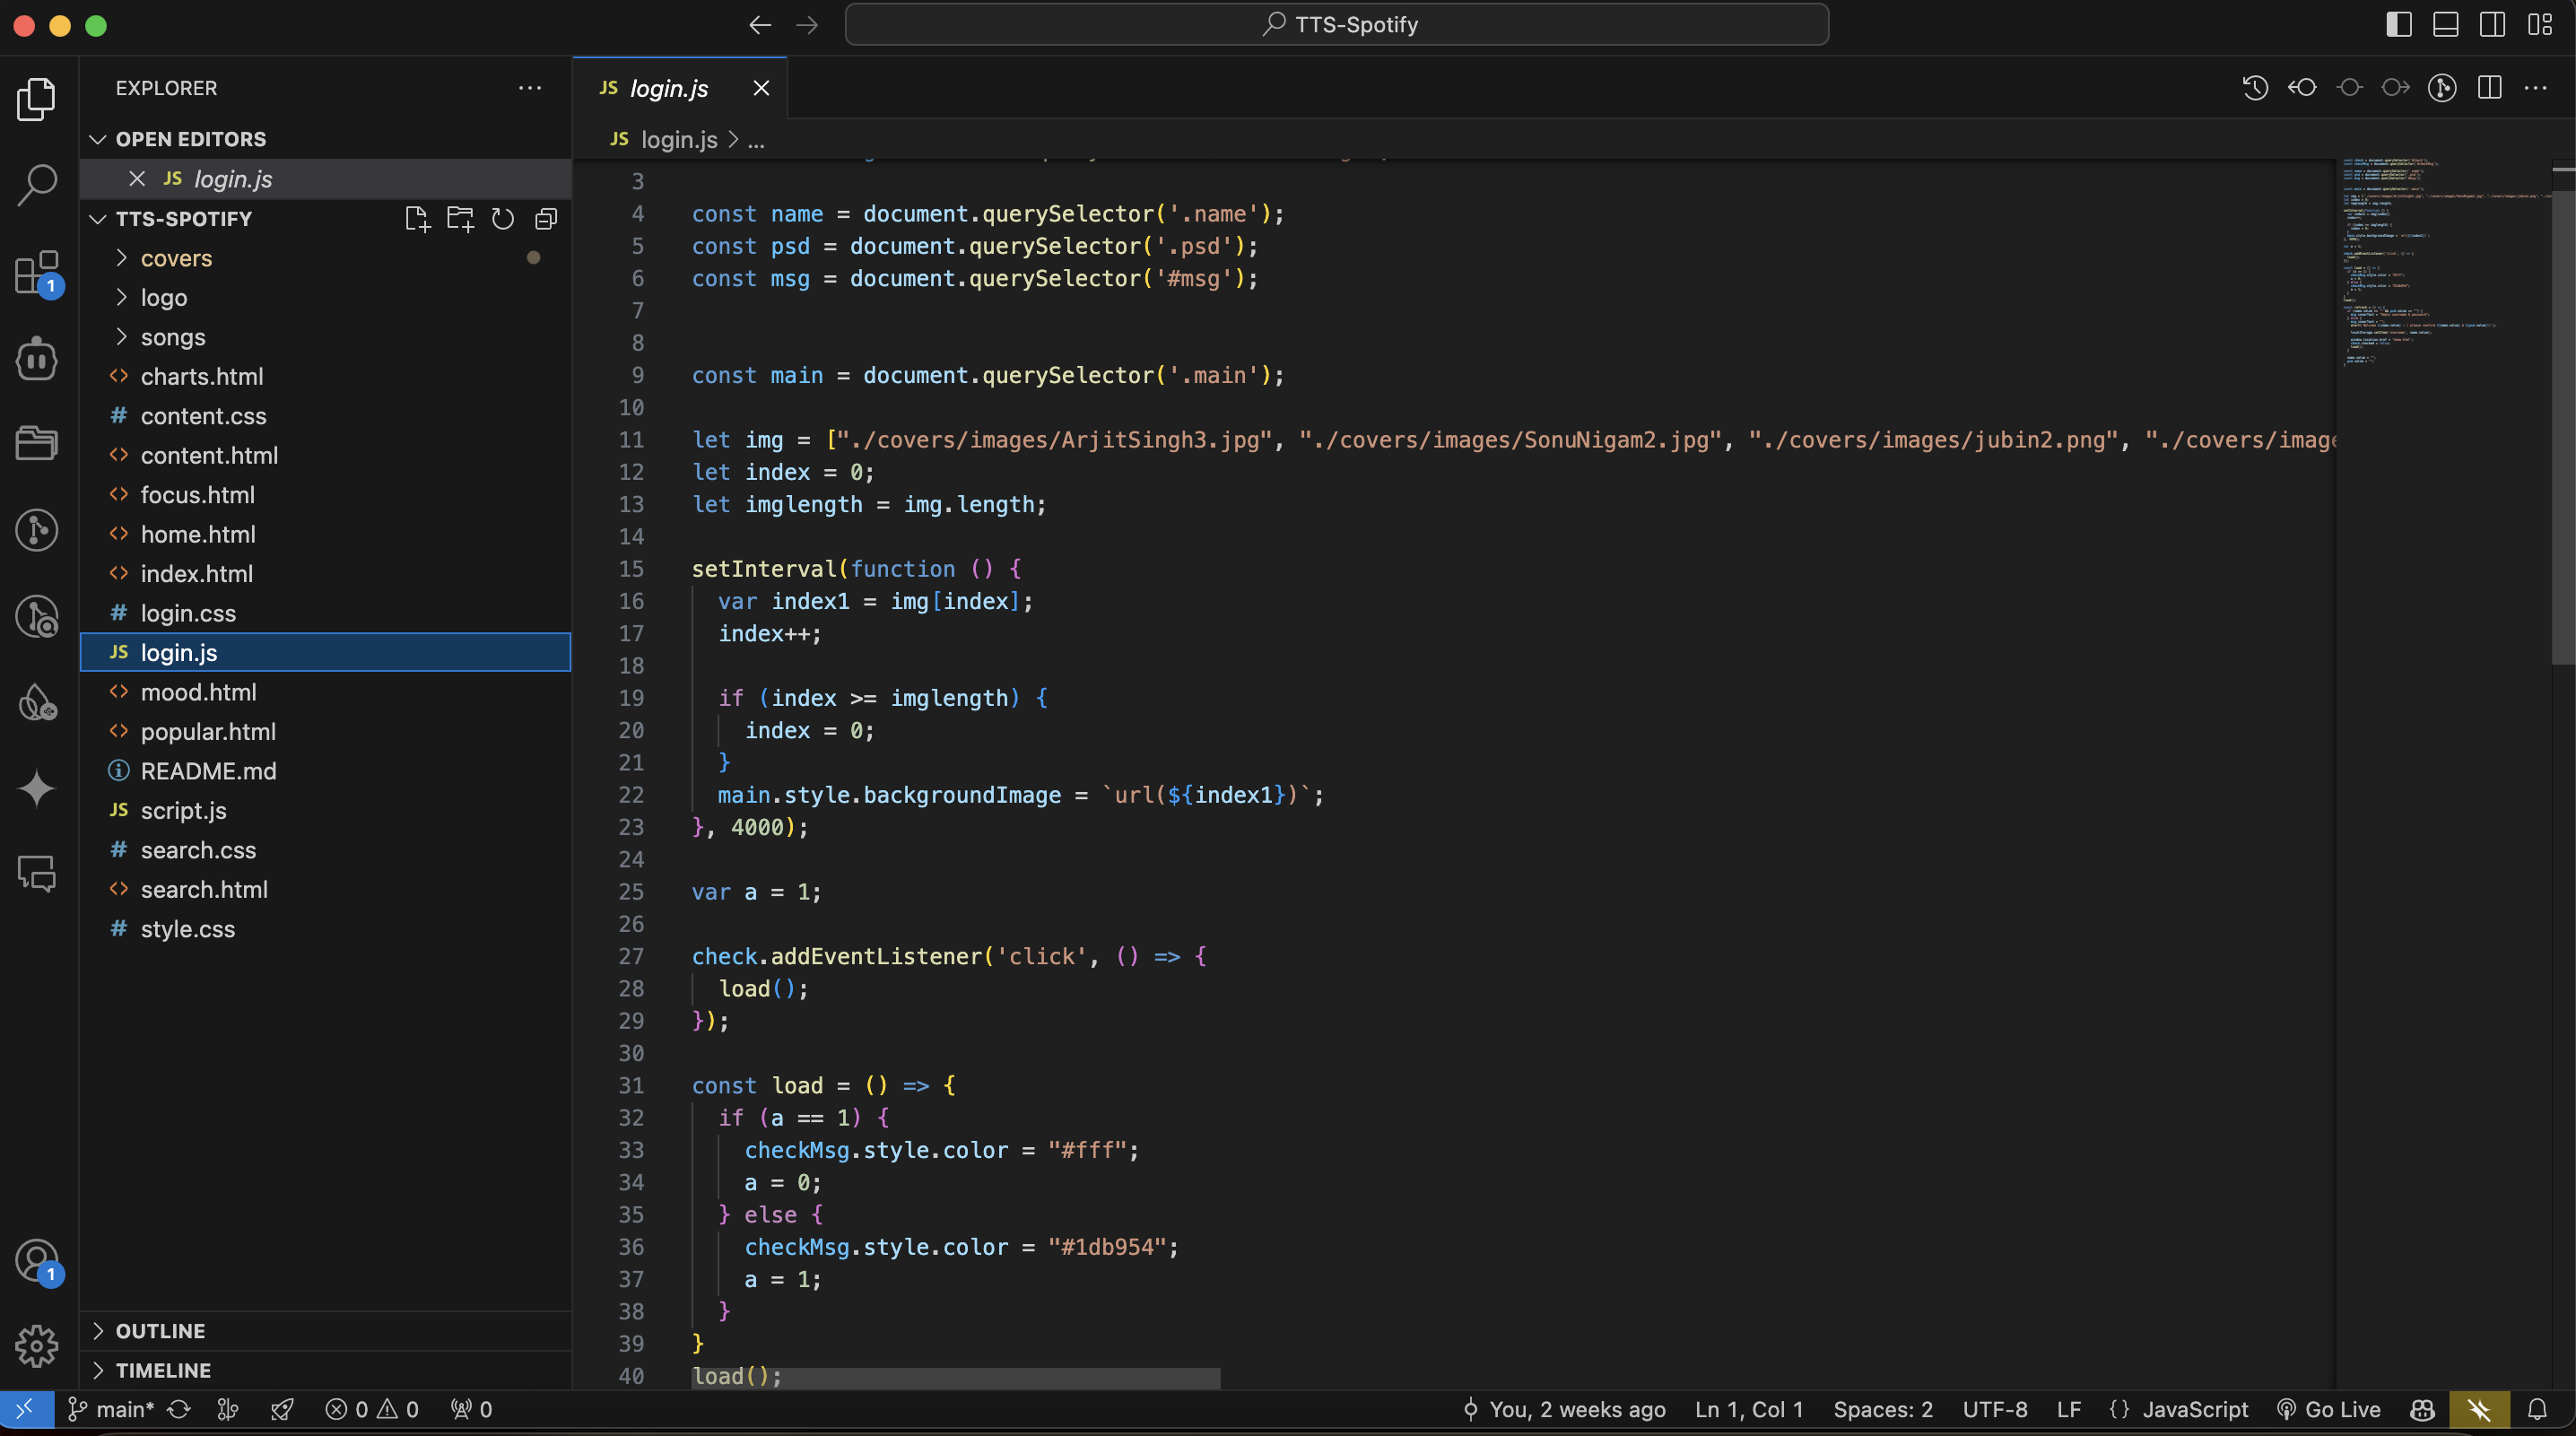 TTS-Spotify
EXPLORER
OPEN EDITORS
JS login.js
TTS-SPOTIFY
covers
logo
songs
<> charts.html
# content.css
<> content.html
<> focus.html
<> home.html
<> index.html
# login.css
JS login.js
<> mood.html
<> popular.html
README.md
JS script.js
# search.css
<> search.html
# style.css
OUTLINE
TIMELINE
1
1
JS login.js
JS login.js > ...
3
4 const name = document.querySelector('.name');
5 const psd = document.querySelector('.psd');
6 const msg = document.querySelector('#msg');
7
8
9 const main = document.querySelector('.main');
10
11 let img = ["./covers/images/ArjitSingh3.jpg", "./covers/images/SonuNigam2.jpg", "./covers/images/jubin2.png", "./covers/image
12 let index = 0;
13 let imglength = img.length;
14
15 setInterval(function () {
16 var index1 = img[index];
17 index++;
18
19 if (index >= imglength) {
20 index = 0;
21 }
22 main.style.backgroundImage = `url(${index1})`;
23 }, 4000);
24
25 var a = 1;
26
27 check.addEventListener('click', () => {
28 load();
29 });
30
31 const load = () => {
32 if (a == 1) {
33 checkMsg.style.color = "#fff";
34 a = 0;
35 } else {
36 checkMsg.style.color = "#1db954";
37 a = 1;
38 }
39 }
40 load();
main* 0 0 0 You, 2 weeks ago Ln 1, Col 1 Spaces: 2 UTF-8 LF {} JavaScript Go Live